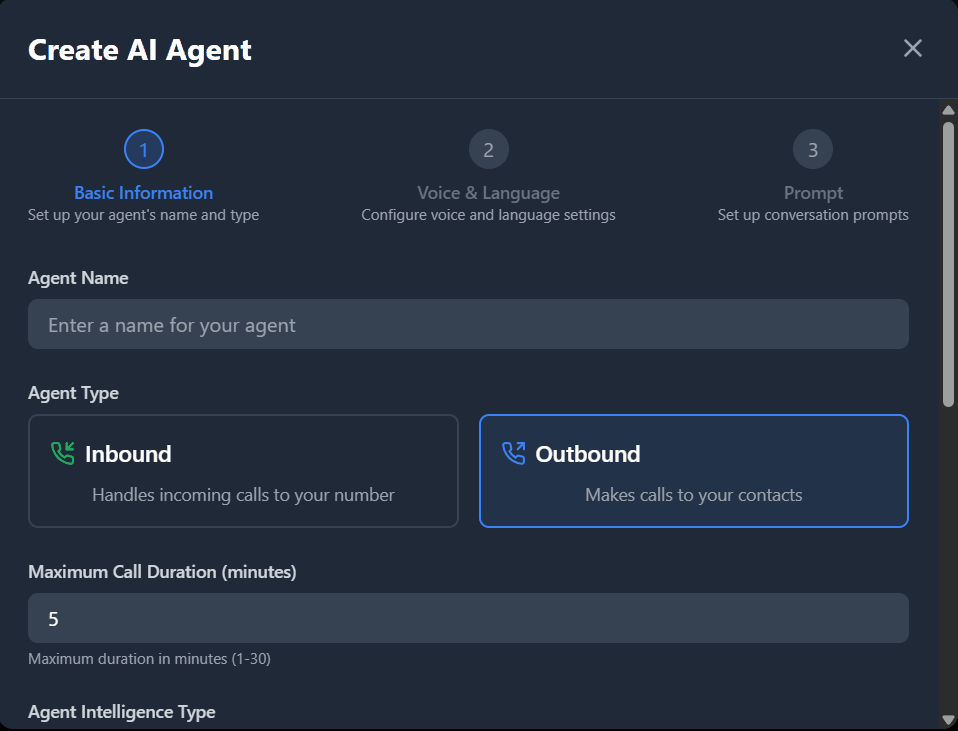 Create AI Agent
1
2
3
Basic Information
Voice & Language
Prompt
Set up your agent's name and type
Configure voice and language settings
Set up conversation prompts
Agent Name
Enter a name for your agent
Agent Type
Inbound
Handles incoming calls to your number
Outbound
Makes calls to your contacts
Maximum Call Duration (minutes)
5
Maximum duration in minutes (1-30)
Agent Intelligence Type